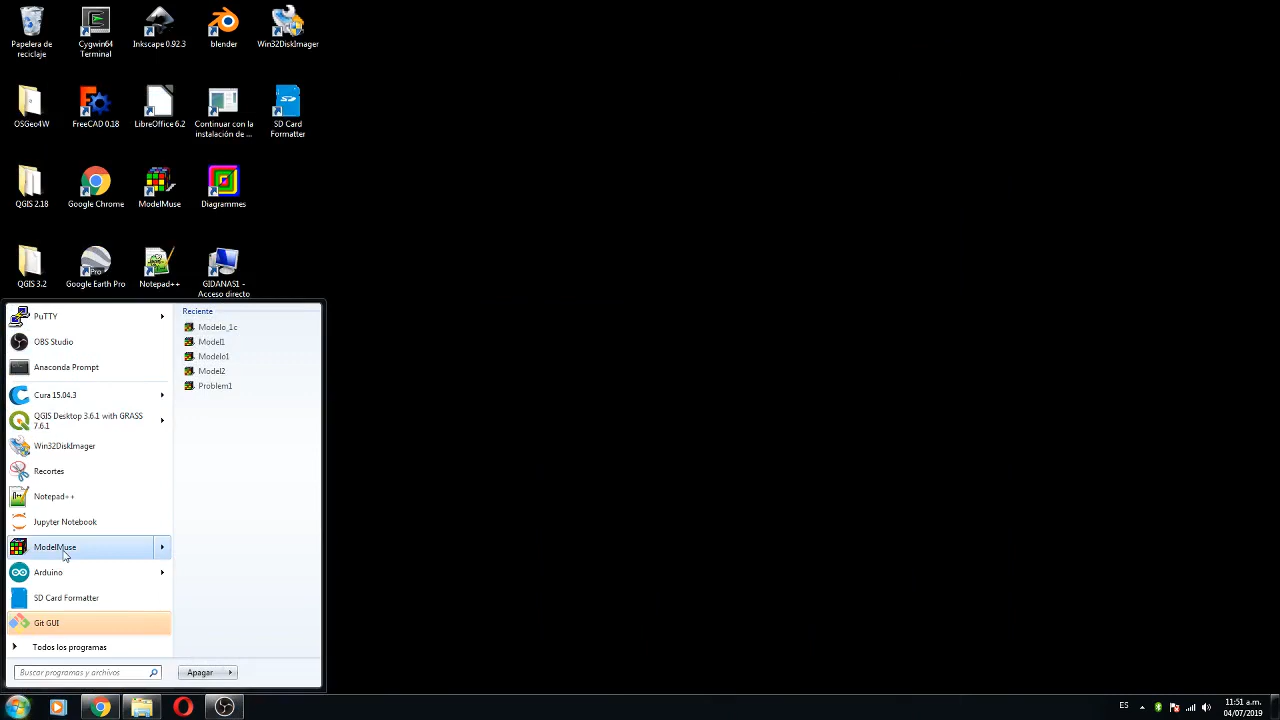 Papelera de
reciclaje
Cygwin64
Terminal
Inkscape 0.92.3
blender
Win32DiskImager
OSGeo4W
FreeCAD 0.18
LibreOffice 6.2
Continuar con la
instalación de ...
SD Card
Formatter
QGIS 2.18
Google Chrome
ModelMuse
Diagrammes
QGIS 3.2
Google Earth Pro
Notepad++
GIDANAS1 -
Acceso directo
PuTTY
OBS Studio
Anaconda Prompt
Cura 15.04.3
QGIS Desktop 3.6.1 with GRASS
7.6.1
Win32DiskImager
Recortes
Notepad++
Jupyter Notebook
ModelMuse
Arduino
SD Card Formatter
Git GUI
Todos los programas
Buscar programas y archivos
Reciente
Modelo_1c
Model1
Modelo1
Model2
Problem1
Apagar
ES
11:51 a.m.
04/07/2019